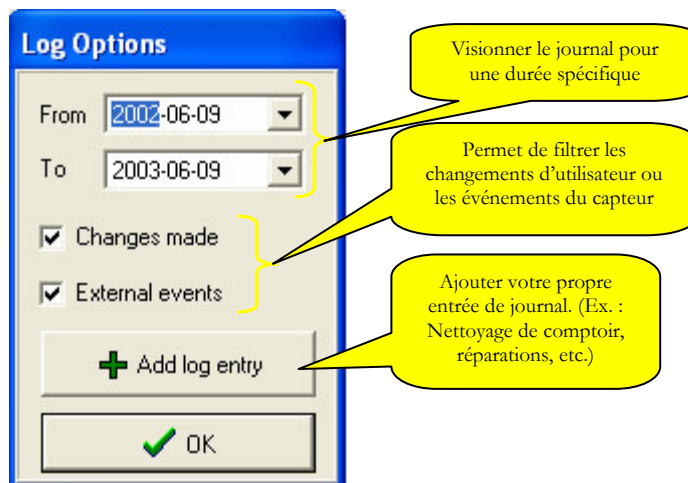 Log Options
From 2002-06-09
To 2003-06-09
Changes made
External events
Add log entry
OK
Visionner le journal pour
une durée spécifique
Permet de filtrer les
changements d'utilisateur ou
les événements du capteur
Ajouter votre propre
entrée de journal. (Ex. :
Nettoyage de comptoir,
réparations, etc.)